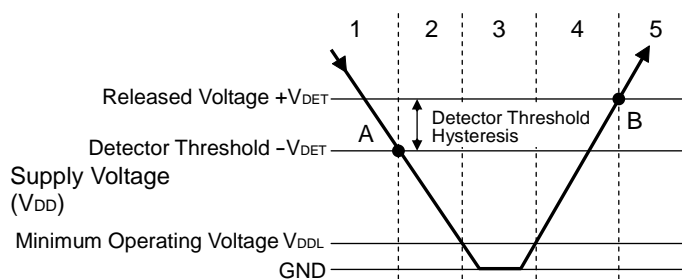 1 2 3 4 5
Released Voltage +VDET
A
Detector Threshold
Hysteresis
B
Detector Threshold −VDET
Supply Voltage
(VDD)
Minimum Operating Voltage VDDL
GND